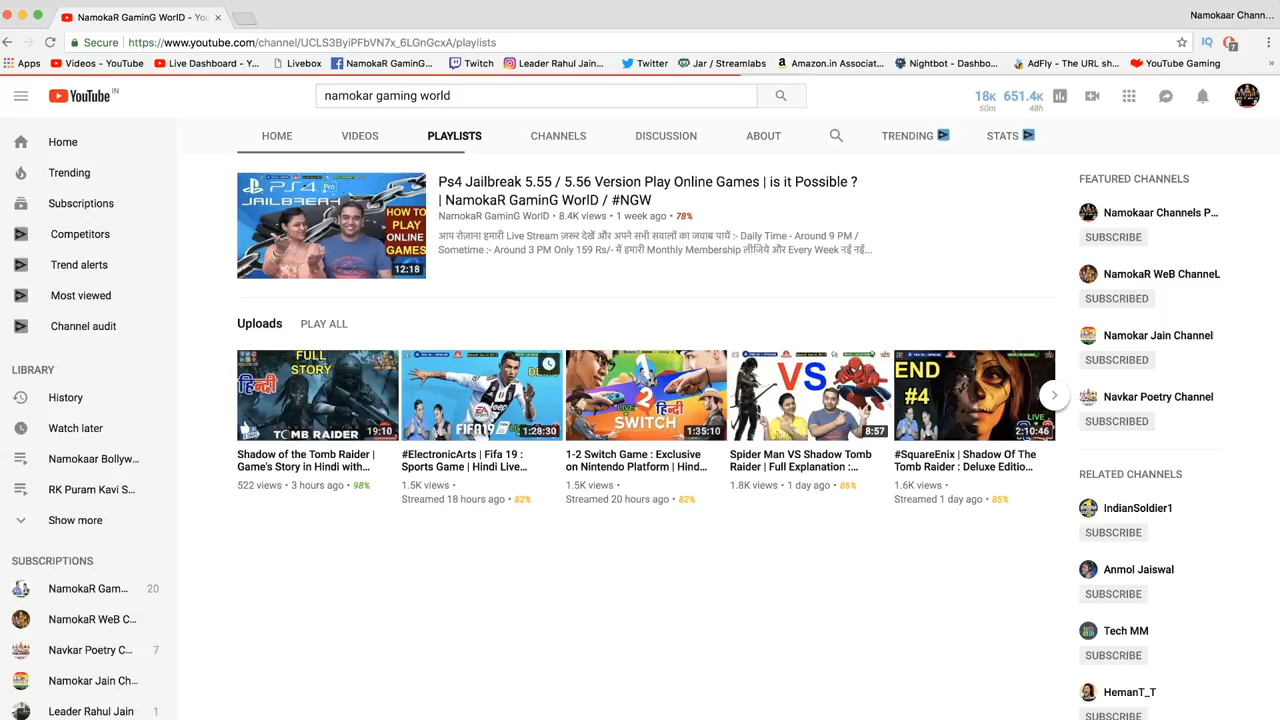 NamokaR GaminG WorlD - You
Namokaar Chann...
Secure
https://www.youtube.com/channel/UCLS3ByiPFbVN7x_6LGnGcxA/playlists
7
Apps
Videos - YouTube
Live Dashboard - Y...
Livebox
NamokaR GaminG...
Twitch
Leader Rahul Jain...
Twitter
Jar / Streamlabs
Amazon.in Associat...
Nightbot - Dashbo...
AdFly - The URL sh...
YouTube Gaming
YouTube IN
namokar gaming world
18K 651.4K
60m 48h
HOME
VIDEOS
PLAYLISTS
CHANNELS
DISCUSSION
ABOUT
TRENDING
STATS
Home
Trending
Subscriptions
Competitors
Trend alerts
Most viewed
Channel audit
LIBRARY
History
Watch later
Namokaar Bollyw...
RK Puram Kavi S...
Show more
SUBSCRIPTIONS
NamokaR Gam... 20
NamokaR WeB C...
Navkar Poetry C... 7
Namokar Jain Ch...
Leader Rahul Jain 1
PS4 Pro
JAILBREAK
HOW TO
PLAY
ONLINE
GAMES
12:18
Ps4 Jailbreak 5.55 / 5.56 Version Play Online Games | is it Possible ?
| NamokaR GaminG WorlD / #NGW
NamokaR GaminG WorlD • 8.4K views • 1 week ago • 78%
आप रोज़ाना हमारी Live Stream ज़रूर देखें और अपने सभी सवालों का जवाब पायें :- Daily Time - Around 9 PM /
Sometime :- Around 3 PM Only 159 Rs/- में हमारी Monthly Membership लीजिये और Every Week नई नई...
Uploads
PLAY ALL
FULL
STORY
हिन्दी
TOMB RAIDER
19:10
Shadow of the Tomb Raider |
Game's Story in Hindi with...
522 views • 3 hours ago • 98%
EA
SPORTS
FIFA19
1:28:30
#ElectronicArts | Fifa 19 :
Sports Game | Hindi Live...
1.5K views •
Streamed 18 hours ago • 82%
1
2
LIVE
हिन्दी
SWITCH
1:35:10
1-2 Switch Game : Exclusive
on Nintendo Platform | Hind...
1.5K views •
Streamed 20 hours ago • 82%
VS
8:57
Spider Man VS Shadow Tomb
Raider | Full Explanation :...
1.8K views • 1 day ago • 86%
END
#4
LIVE
2:10:46
#SquareEnix | Shadow Of The
Tomb Raider : Deluxe Editio...
1.6K views •
Streamed 1 day ago • 85%
FEATURED CHANNELS
Namokaar Channels P...
SUBSCRIBE
NamokaR WeB ChanneL
SUBSCRIBED
Namokar Jain Channel
SUBSCRIBED
Navkar Poetry Channel
SUBSCRIBED
RELATED CHANNELS
IndianSoldier1
SUBSCRIBE
Anmol Jaiswal
SUBSCRIBE
Tech MM
SUBSCRIBE
HemanT_T
SUBSCRIBE